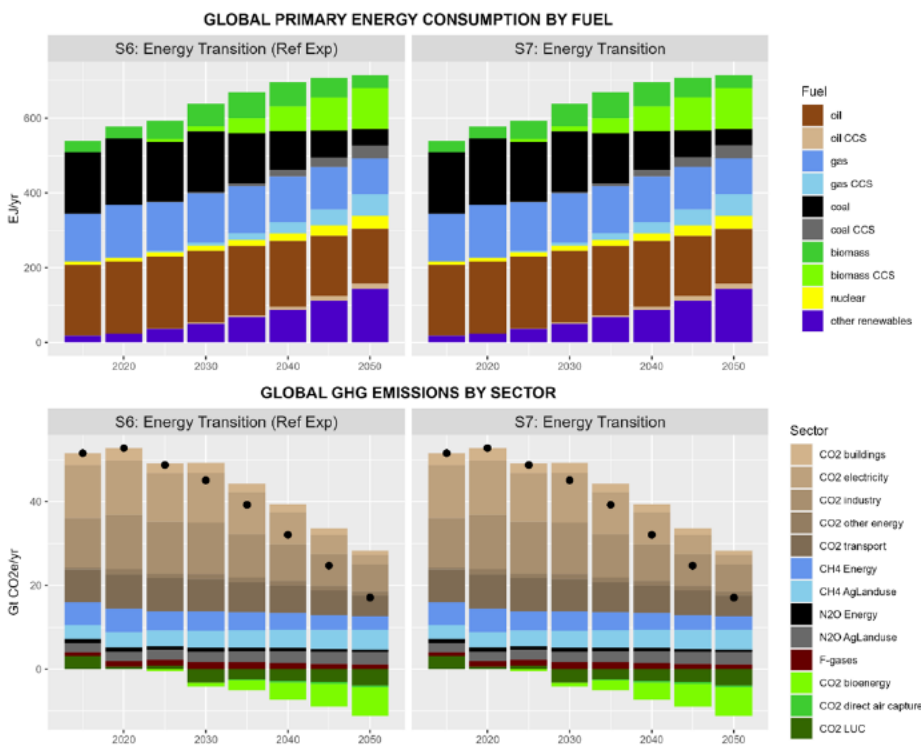 GLOBAL PRIMARY ENERGY CONSUMPTION BY FUEL
S6: Energy Transition (Ref Exp)
S7: Energy Transition
EJ/yr
600
400
200
0
2020
2030
2040
2050
2020
2030
2040
2050
Fuel
oil
oil CCS
gas
gas CCS
coal
coal CCS
biomass
biomass CCS
nuclear
other renewables
GLOBAL GHG EMISSIONS BY SECTOR
S6: Energy Transition (Ref Exp)
S7: Energy Transition
Gt CO2e/yr
40
20
0
2020
2030
2040
2050
2020
2030
2040
2050
Sector
CO2 buildings
CO2 electricity
CO2 industry
CO2 other energy
CO2 transport
CH4 Energy
CH4 AgLanduse
N2O Energy
N2O AgLanduse
F-gases
CO2 bioenergy
CO2 direct air capture
CO2 LUC